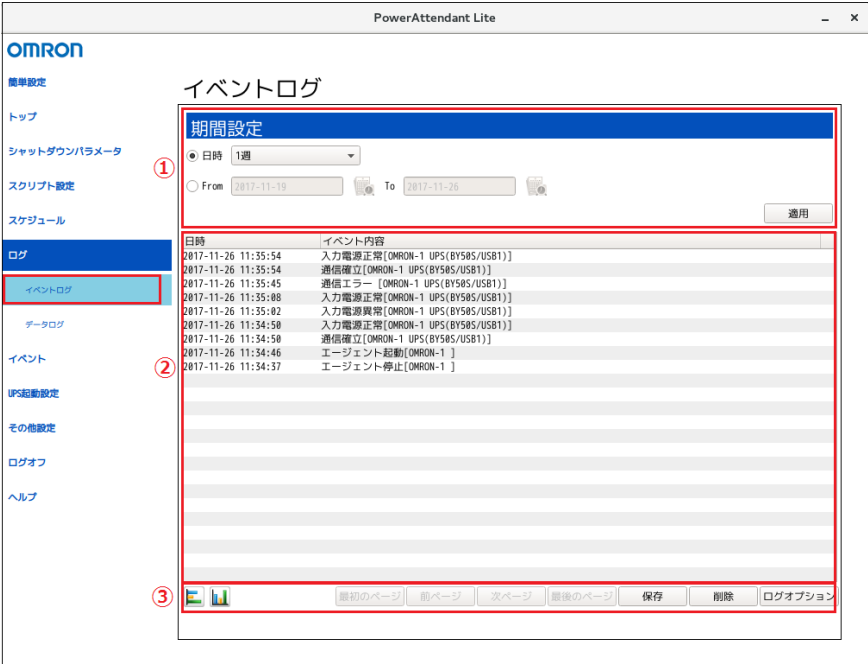 PowerAttendant Lite
OMRON
簡単設定
トップ
シャットダウンパラメータ
スクリプト設定
スケジュール
ログ
イベントログ
データログ
イベント
UPS起動設定
その他設定
ログオフ
ヘルプ
イベントログ
①
期間設定
日時 1週
From 2017-11-19 To 2017-11-26
適用
②
日時 イベント内容
2017-11-26 11:35:54 入力電源正常[OMRON-1 UPS(BY50S/USB1)]
2017-11-26 11:35:54 通信確立[OMRON-1 UPS(BY50S/USB1)]
2017-11-26 11:35:45 通信エラー [OMRON-1 UPS(BY50S/USB1)]
2017-11-26 11:35:08 入力電源正常[OMRON-1 UPS(BY50S/USB1)]
2017-11-26 11:35:02 入力電源異常[OMRON-1 UPS(BY50S/USB1)]
2017-11-26 11:34:50 入力電源正常[OMRON-1 UPS(BY50S/USB1)]
2017-11-26 11:34:50 通信確立[OMRON-1 UPS(BY50S/USB1)]
2017-11-26 11:34:46 エージェント起動[OMRON-1 ]
2017-11-26 11:34:37 エージェント停止[OMRON-1 ]
③
最初のページ 前ページ 次ページ 最後のページ 保存 削除 ログオプション